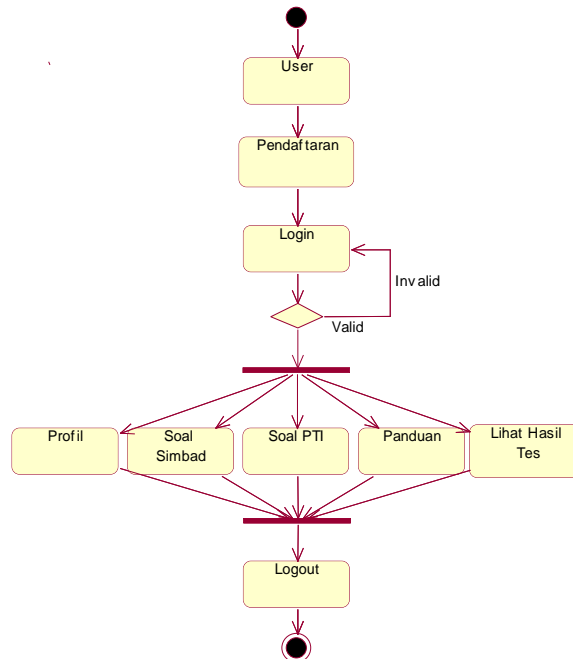 User
Pendaftaran
Login
Invalid
Valid
Profil
Soal
Simbad
Soal PTI
Panduan
Lihat Hasil
Tes
Logout